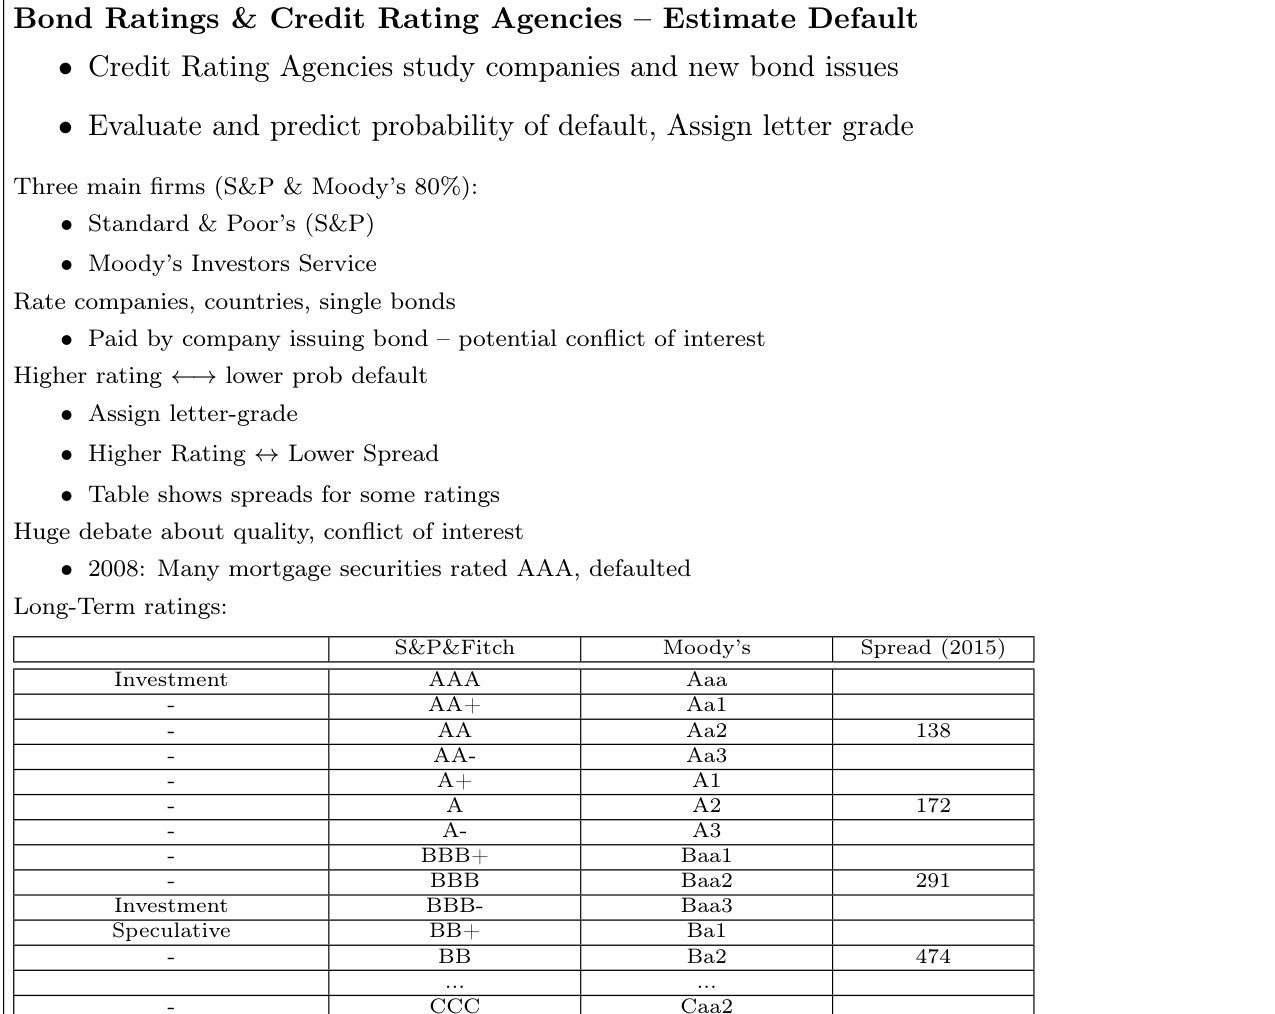 Bond Ratings & Credit Rating Agencies – Estimate Default
• Credit Rating Agencies study companies and new bond issues
• Evaluate and predict probability of default, Assign letter grade
Three main firms (S&P & Moody's 80%):
• Standard & Poor's (S&P)
• Moody's Investors Service
Rate companies, countries, single bonds
• Paid by company issuing bond – potential conflict of interest
Higher rating ⟷ lower prob default
• Assign letter-grade
• Higher Rating ↔ Lower Spread
• Table shows spreads for some ratings
Huge debate about quality, conflict of interest
• 2008: Many mortgage securities rated AAA, defaulted
Long-Term ratings:
S&P&Fitch Moody's Spread (2015)
Investment AAA Aaa
- AA+ Aa1
- AA Aa2 138
- AA- Aa3
- A+ A1
- A A2 172
- A- A3
- BBB+ Baa1
- BBB Baa2 291
Investment BBB- Baa3
Speculative BB+ Ba1
- BB Ba2 474
... ...
- CCC Caa2